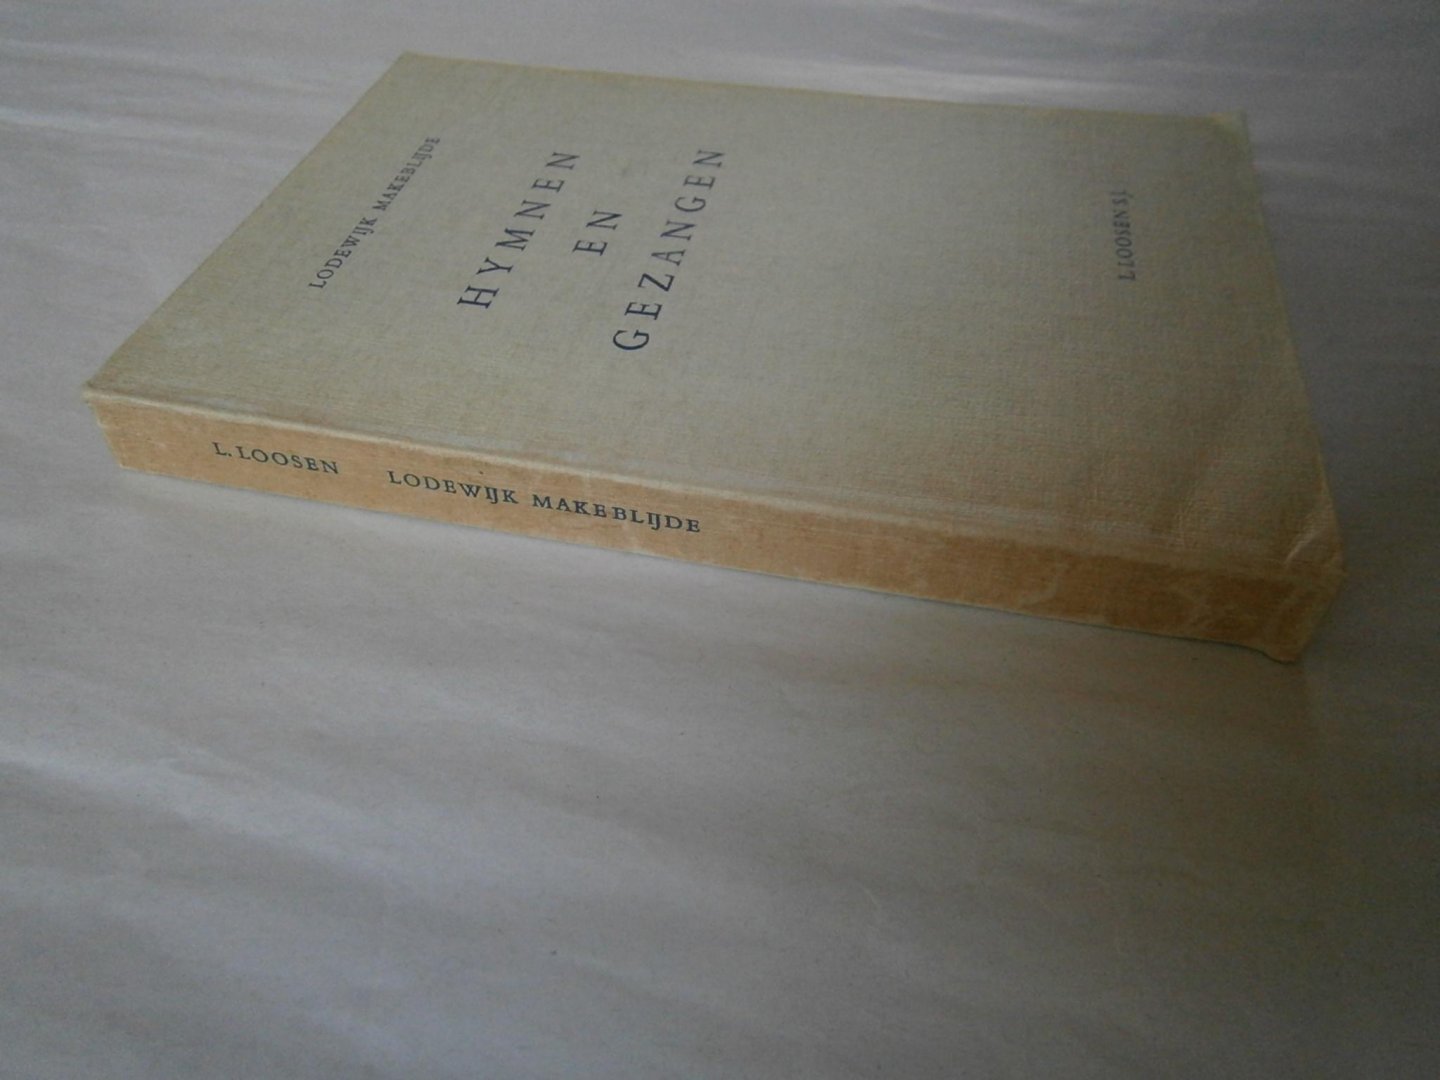 LODEWIJK MAKEBLIJDE
HYMNEN
EN
GEZANGEN
L LOOSEN S.J.
L. LOOSEN LODEWIJK MAKEBLIJDE